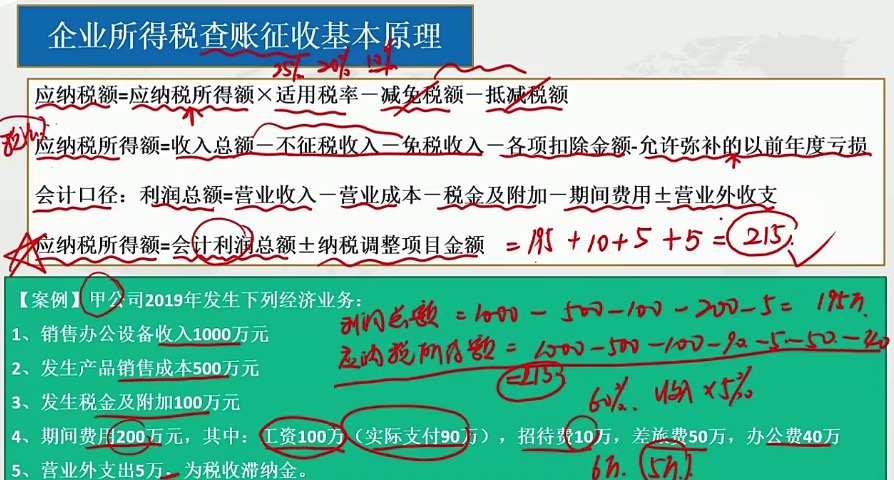 企业所得税查账征收基本原理
25% 20% 10%
应纳税额=应纳税所得额×适用税率－减免税额－抵减税额
应纳税所得额=收入总额－不征税收入－免税收入－各项扣除金额-允许弥补的以前年度亏损
会计口径：利润总额=营业收入－营业成本－税金及附加－期间费用±营业外收支
应纳税所得额=会计利润总额±纳税调整项目金额 = 195 + 10 + 5 + 5 = 215
【案例】甲公司2019年发生下列经济业务：
利润总额 = 1000 - 500 - 100 - 200 - 5 = 195万
1、销售办公设备收入1000万元
应纳税所得额 = 1000 - 500 - 100 - 90 - 5 - 50 -
2、发生产品销售成本500万元
= 215
60% 收入 × 5‰
3、发生税金及附加100万元
4、期间费用200万元，其中：工资100万（实际支付90万），招待费10万，差旅费50万，办公费40万
5、营业外支出5万，为税收滞纳金。
6万 5万